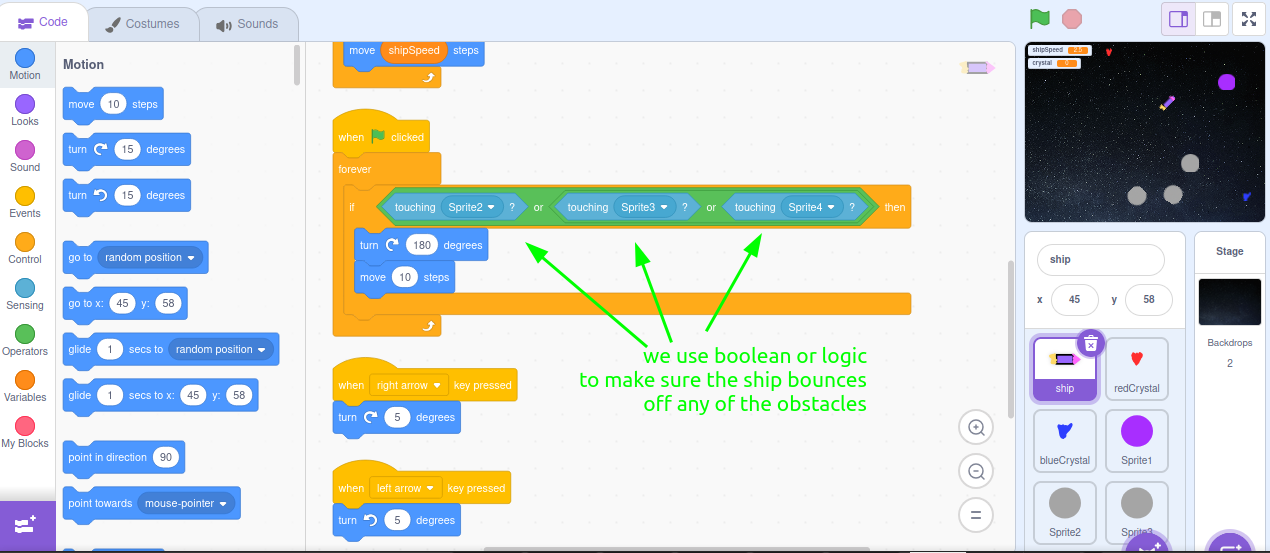 Code
Costumes
Sounds
Motion
Looks
Sound
Events
Control
Sensing
Operators
Variables
My Blocks
Motion
move 10 steps
turn 15 degrees
turn 15 degrees
go to random position
go to x: 45 y: 58
glide 1 secs to random position
glide 1 secs to x: 45 y: 58
point in direction 90
point towards mouse-pointer
move shipSpeed steps
when clicked
forever
if touching Sprite2 ? or touching Sprite3 ? or touching Sprite4 ? then
turn 180 degrees
move 10 steps
we use boolean or logic
to make sure the ship bounces
off any of the obstacles
when right arrow key pressed
turn 5 degrees
when left arrow key pressed
turn 5 degrees
shipSpeed
crystal 0
ship
x 45 y 58
ship
redCrystal
blueCrystal
Sprite1
Sprite2
Sprite3
Stage
Backdrops
2